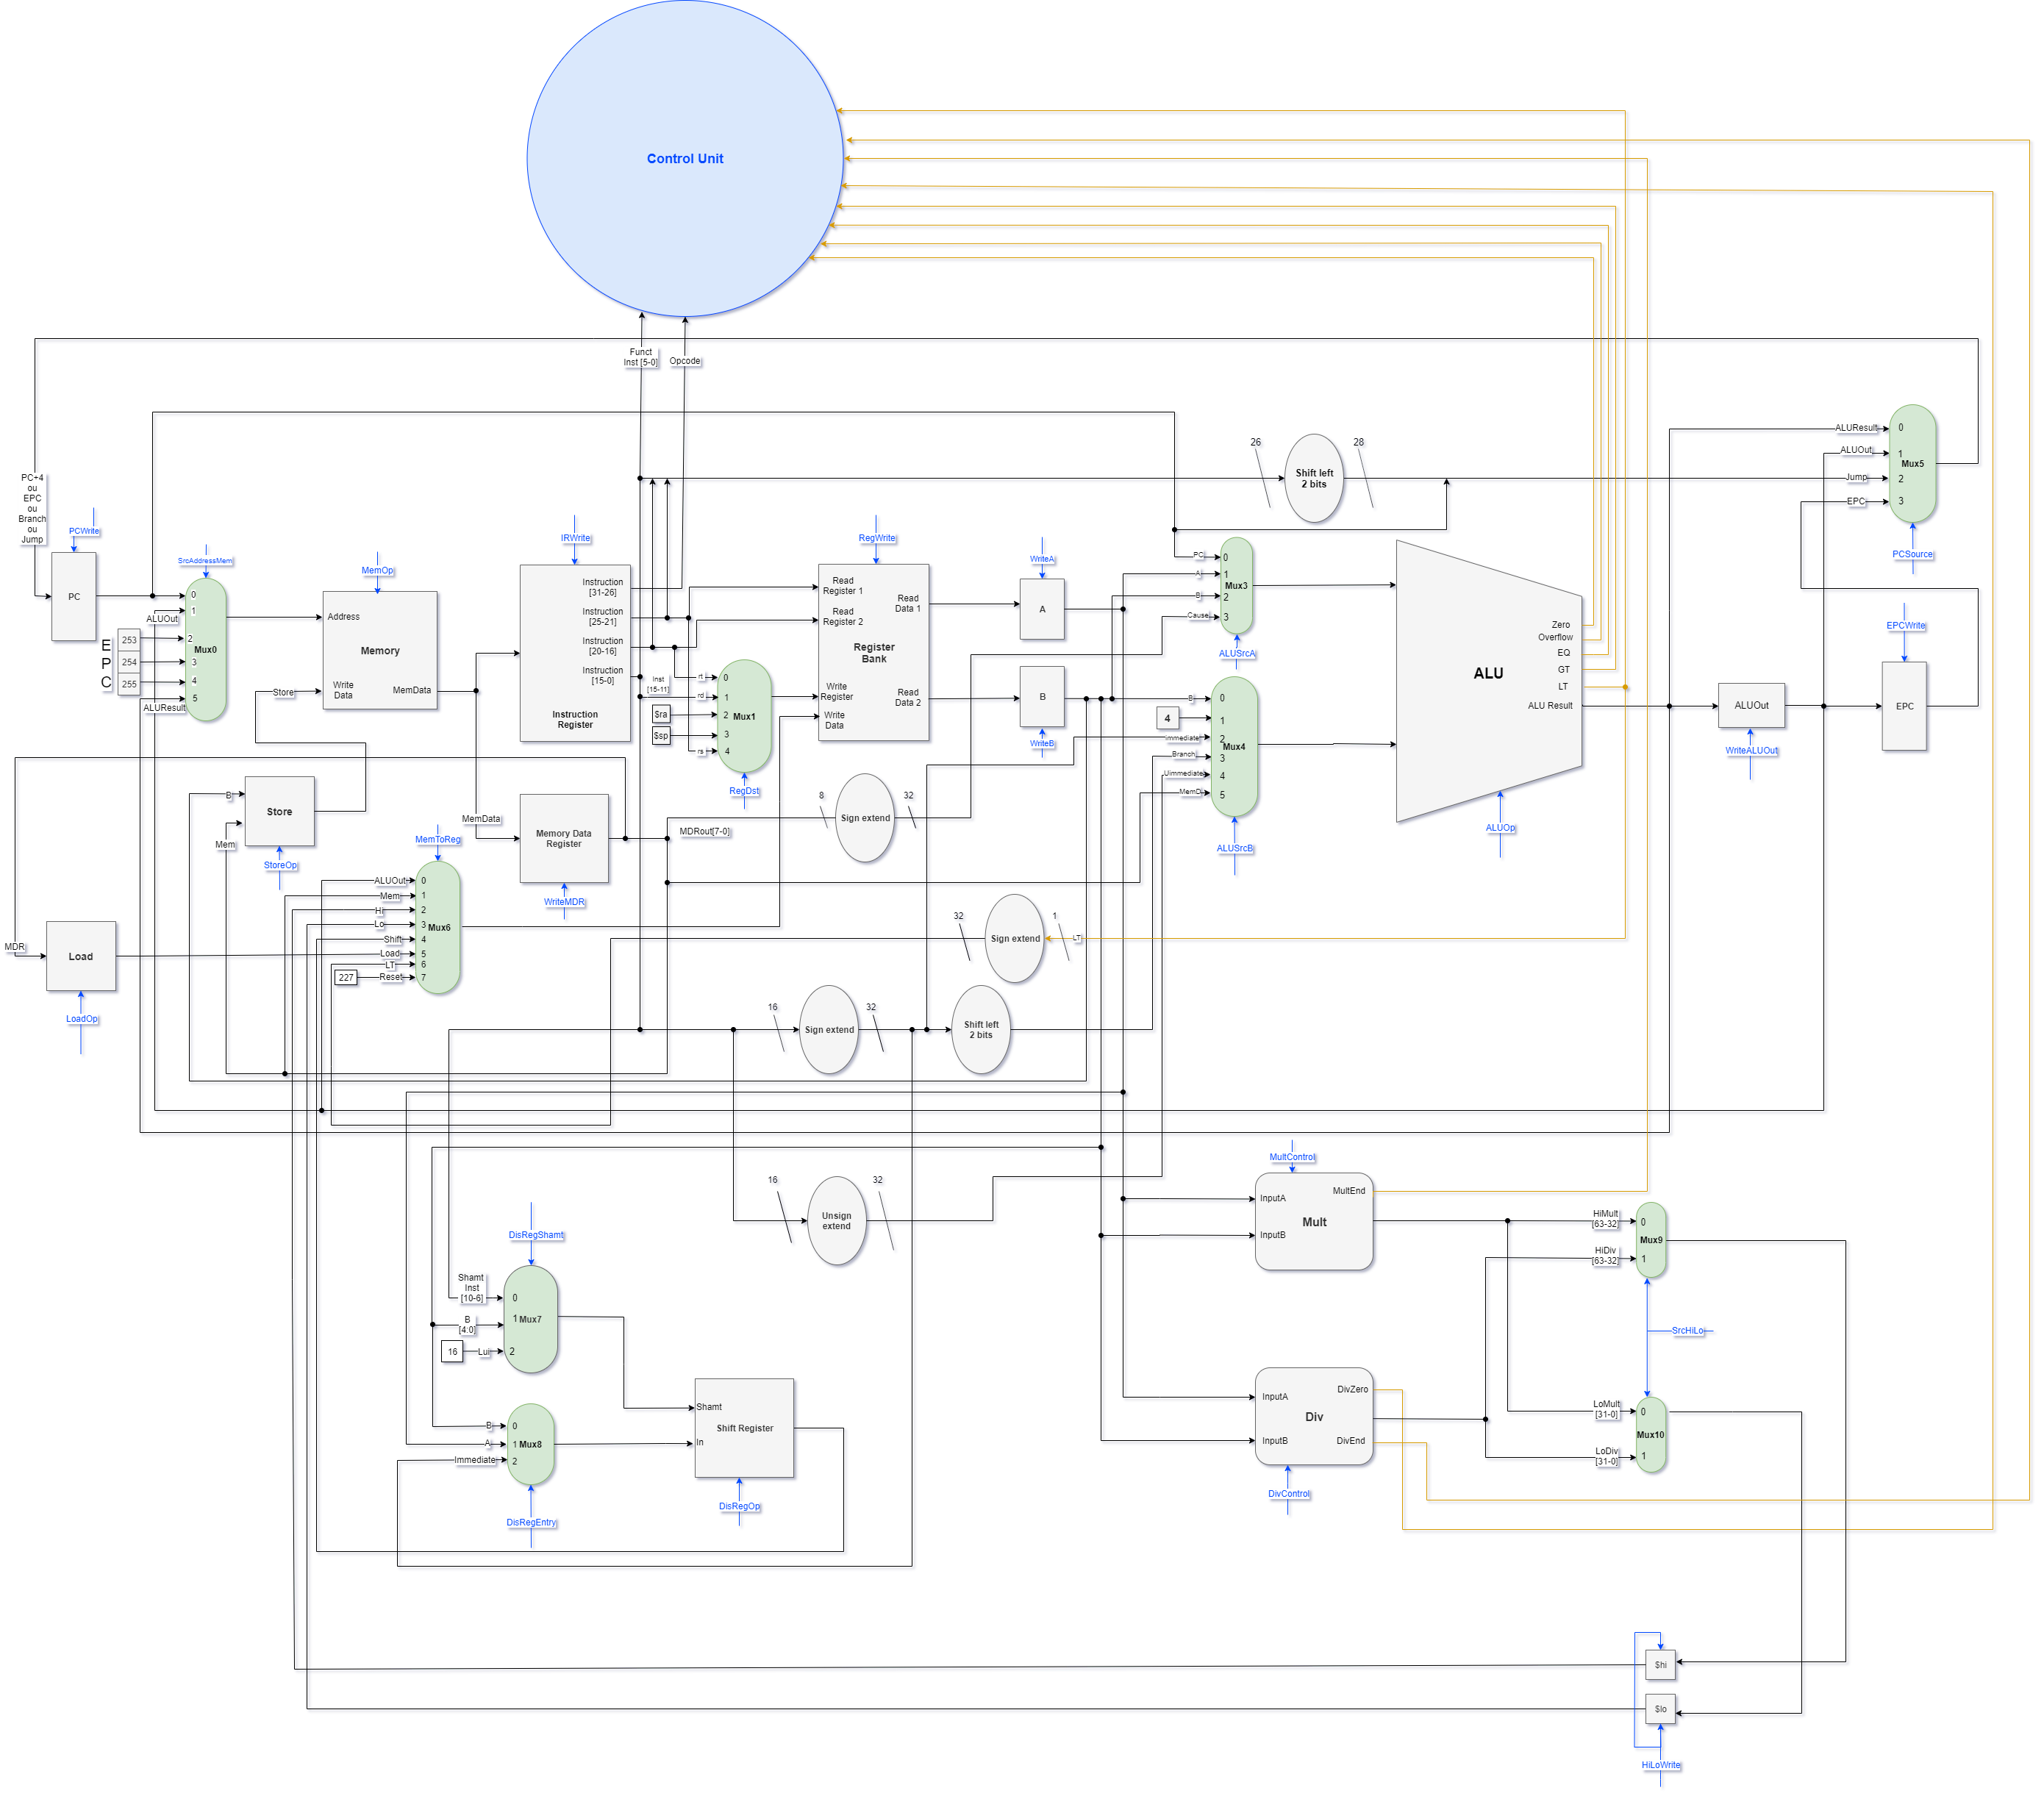 Control Unit
Funct
Inst [5-0]
Opcode
PC+4
ou
EPC
ou
Branch
ou
Jump
PCWrite
PC
SrcAddressMem
0
1
ALUOut
2
3
4
5
ALUResult
Mux0
E
P
C
253
254
255
MemOp
Address
Memory
Write
Data
MemData
Store
IRWrite
Instruction
[31-26]
Instruction
[25-21]
Instruction
[20-16]
Instruction
[15-0]
Instruction
Register
Inst
[15-11]
rt
rd
rs
$ra
$sp
0
1
2
3
4
Mux1
RegDst
RegWrite
Read
Register 1
Read
Register 2
Read
Data 1
Register
Bank
Write
Register
Write
Data
Read
Data 2
WriteA
A
B
WriteB
26
Shift left
2 bits
28
PC
A
B
Cause
0
1
2
3
Mux3
ALUSrcA
B
4
immediate
Branch
Uimmediate
MemD
0
1
2
3
4
5
Mux4
ALUSrcB
ALU
Zero
Overflow
EQ
GT
LT
ALU Result
ALUOp
ALUOut
WriteALUOut
EPCWrite
EPC
ALUResult
ALUOut
Jump
EPC
0
1
2
3
Mux5
PCSource
B
Mem
Store
StoreOp
MemData
Memory Data
Register
WriteMDR
MDRout[7-0]
8
Sign extend
32
MDR
Load
LoadOp
MemToReg
ALUOut
Mem
Hi
Lo
Shift
Load
LT
227
Reset
0
1
2
3
4
5
6
7
Mux6
32
Sign extend
1
LT
16
Sign extend
32
Shift left
2 bits
16
Unsign
extend
32
DisRegShamt
Shamt
Inst
[10-6]
B
[4:0]
16
Lui
0
1
2
Mux7
B
A
Immediate
0
1
2
Mux8
DisRegEntry
Shamt
In
Shift Register
DisRegOp
MultControl
InputA
MultEnd
Mult
InputB
InputA
DivZero
Div
InputB
DivEnd
DivControl
HiMult
[63-32]
HiDiv
[63-32]
0
1
Mux9
SrcHiLo
LoMult
[31-0]
LoDiv
[31-0]
0
1
Mux10
$hi
$lo
HiLoWrite